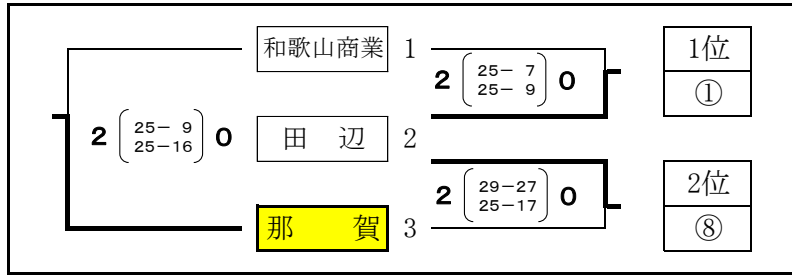 和歌山商業 1
2 25- 7 0
25- 9
1位
①
2 25- 9 0
25-16
田 辺 2
2 29-27 0
25-17
2位
⑧
那 賀 3